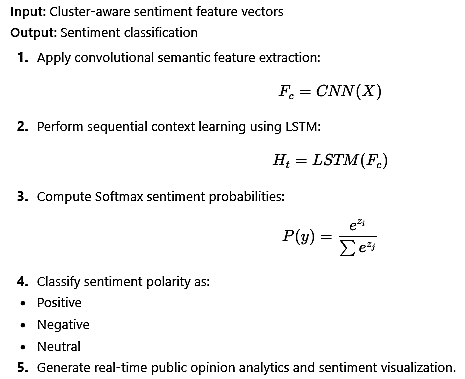 Input: Cluster-aware sentiment feature vectors
Output: Sentiment classification
1. Apply convolutional semantic feature extraction:
F_c = CNN(X)
2. Perform sequential context learning using LSTM:
H_t = LSTM(F_c)
3. Compute Softmax sentiment probabilities:
P(y) = \frac{e^{z_i}}{\sum e^{z_j}}
4. Classify sentiment polarity as:
• Positive
• Negative
• Neutral
5. Generate real-time public opinion analytics and sentiment visualization.